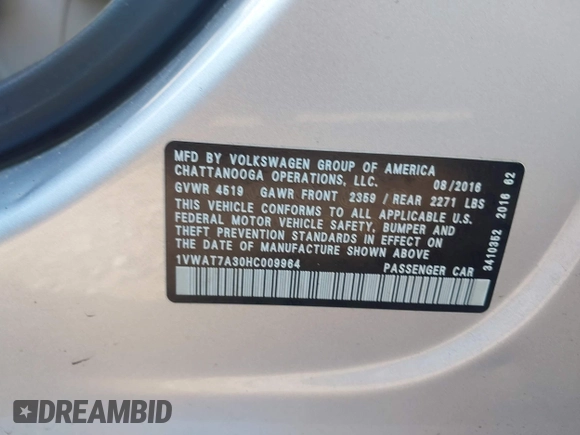 MFD BY VOLKSWAGEN GROUP OF AMERICA
CHATTANOOGA OPERATIONS, LLC. 08/2016
GVWR 4519 GAWR FRONT 2359 / REAR 2271 LBS
THIS VEHICLE CONFORMS TO ALL APPLICABLE U.S.
FEDERAL MOTOR VEHICLE SAFETY, BUMPER AND
THEFT PREVENTION STANDARDS IN EFFECT ON
THE DATE OF MANUFACTURE SHOWN ABOVE
1VWAT7A30HC009964 PASSENGER CAR
3410352 2016 62
DREAMBID